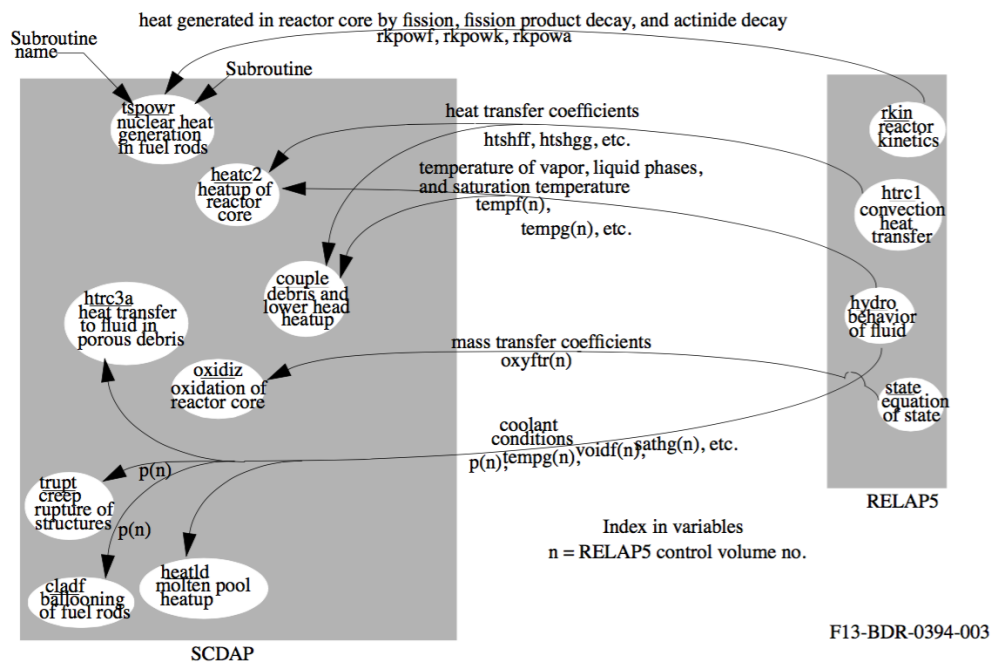 heat generated in reactor core by fission, fission product decay, and actinide decay
rkpowf, rkpowk, rkpowa
Subroutine
name
Subroutine
tspowr
nuclear heat
generation
in fuel rods
rkin
reactor
kinetics
heat transfer coefficients
htshff, htshgg, etc.
heatc2
heatup of
reactor
core
temperature of vapor, liquid phases,
and saturation temperature
tempf(n),
tempg(n), etc.
htrc1
convection
heat
transfer
couple
debris and
lower head
heatup
htrc3a
heat transfer
to fluid in
porous debris
hydro
behavior
of fluid
mass transfer coefficients
oxyftr(n)
oxidiz
oxidation of
reactor core
state
equation
of state
coolant
conditions
p(n),tempg(n),voidf(n),sathg(n), etc.
p(n)
trupt
creep
rupture of
structures
p(n)
RELAP5
Index in variables
n = RELAP5 control volume no.
cladf
ballooning
of fuel rods
heatld
molten pool
heatup
F13-BDR-0394-003
SCDAP